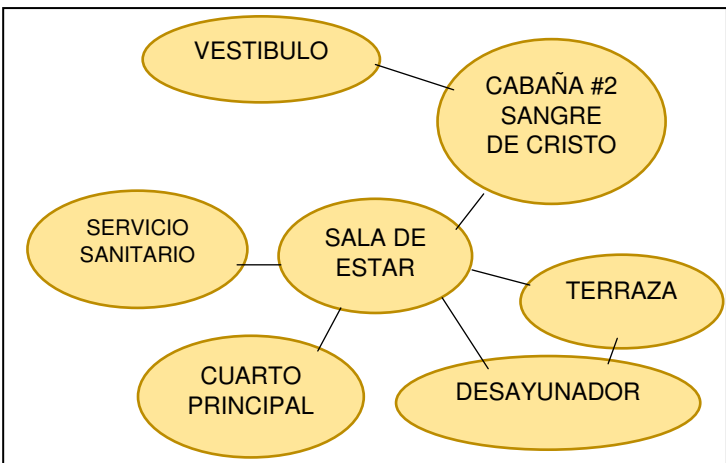 VESTIBULO
CABAÑA #2
SANGRE
DE CRISTO
SERVICIO
SANITARIO
SALA DE
ESTAR
TERRAZA
CUARTO
PRINCIPAL
DESAYUNADOR